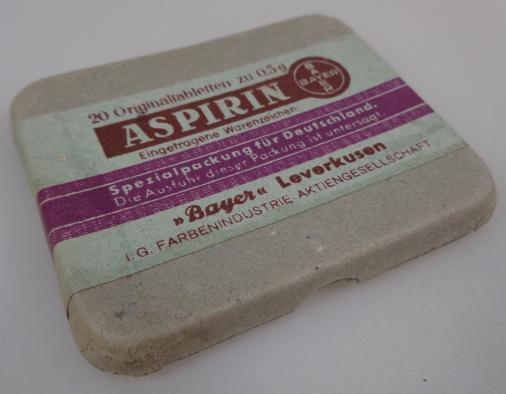 20 Originaltabletten zu 0,5 g
ASPIRIN
BAYER
BAYER
Eingetragene Warenzeichen
Spezialpackung für Deutschland.
Die Ausfuhr dieser Packung ist untersagt.
»Bayer« Leverkusen
I. G. FARBENINDUSTRIE AKTIENGESELLSCHAFT